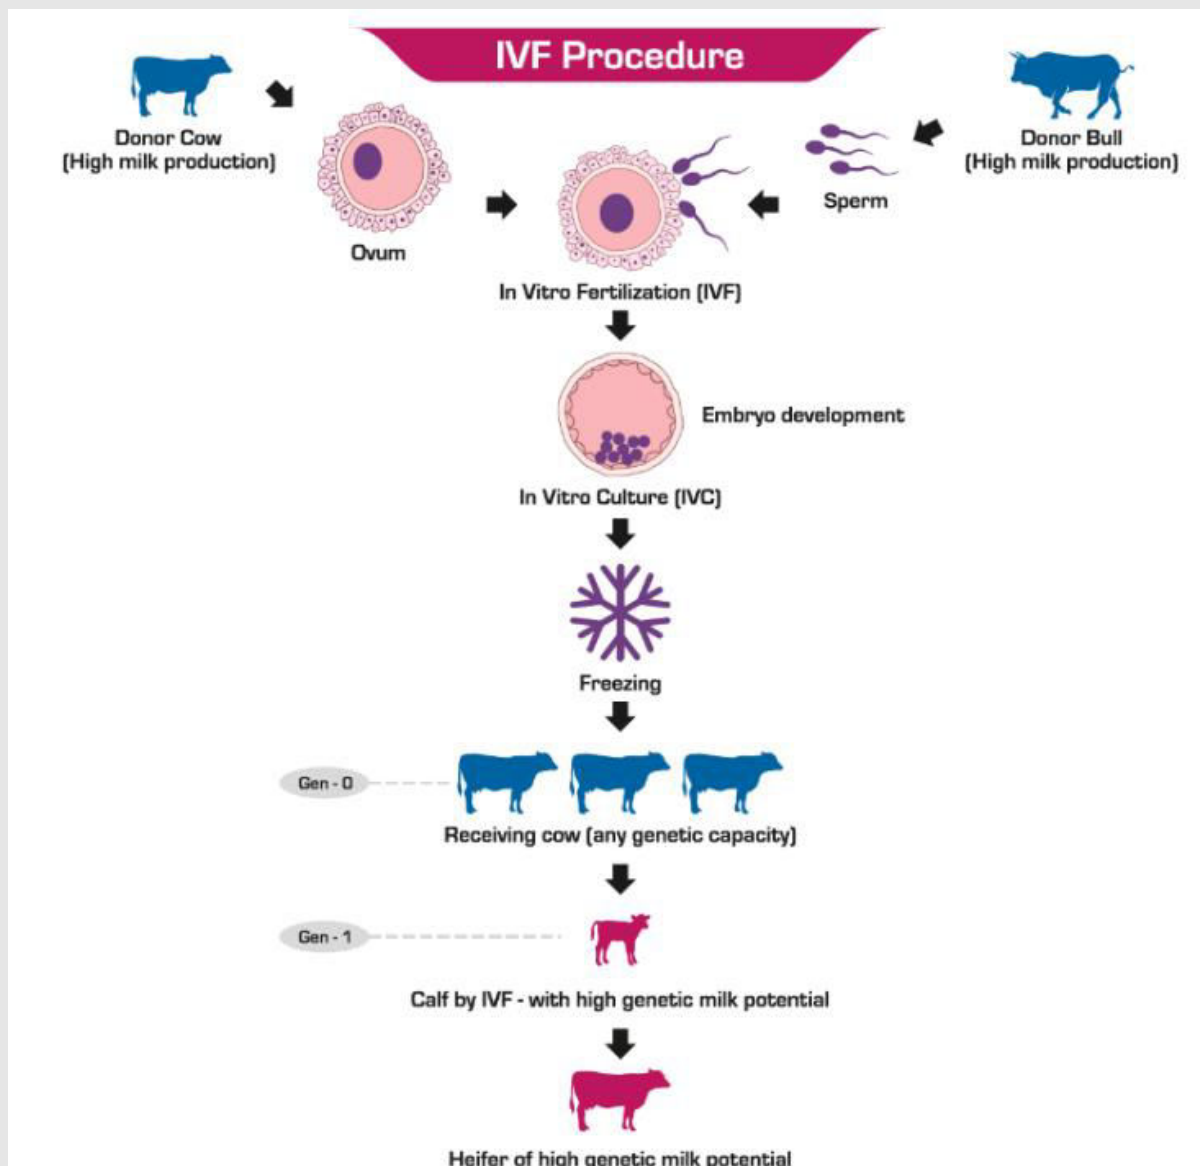 IVF Procedure
Donor Cow
(High milk production)
Donor Bull
(High milk production)
Sperm
Ovum
In Vitro Fertilization (IVF)
Embryo development
In Vitro Culture (IVC)
Freezing
Gen - 0
Receiving cow (any genetic capacity)
Gen - 1
Calf by IVF - with high genetic milk potential
Heifer of high genetic milk potential